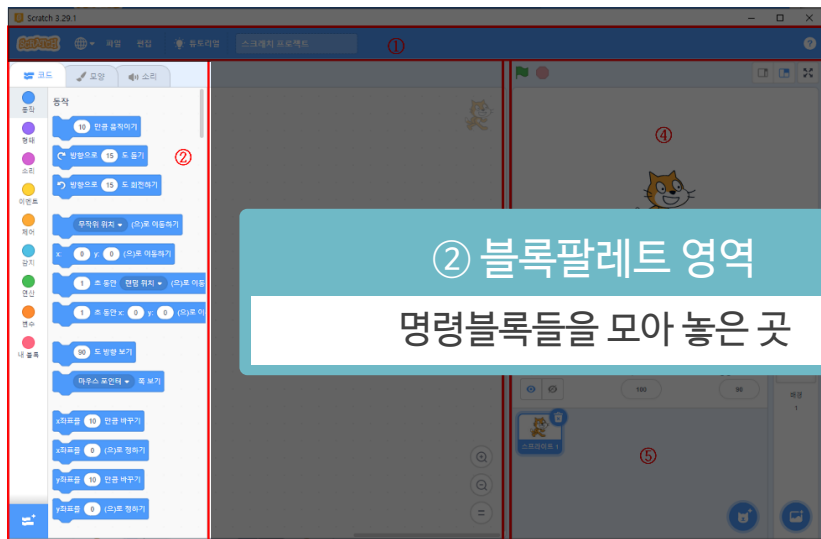 Scratch 3.29.1
SCRATCH 파일 편집 튜토리얼 스크래치 프로젝트 ① ?
코드 모양 소리
동작
형태
소리
이벤트
제어
감지
연산
변수
내 블록
동작
10 만큼 움직이기
방향으로 15 도 돌기
방향으로 15 도 회전하기
무작위 위치 (으)로 이동하기
x: 0 y: 0 (으)로 이동하기
1 초 동안 랜덤 위치 (으)로 이동
1 초 동안 x: 0 y: 0 (으)로 이
90 도 방향 보기
마우스 포인터 쪽 보기
x좌표를 10 만큼 바꾸기
x좌표를 0 (으)로 정하기
y좌표를 10 만큼 바꾸기
y좌표를 0 (으)로 정하기
②
④
② 블록팔레트 영역
명령블록들을 모아 놓은 곳
100 90
스프라이트 1
⑤
배경
1